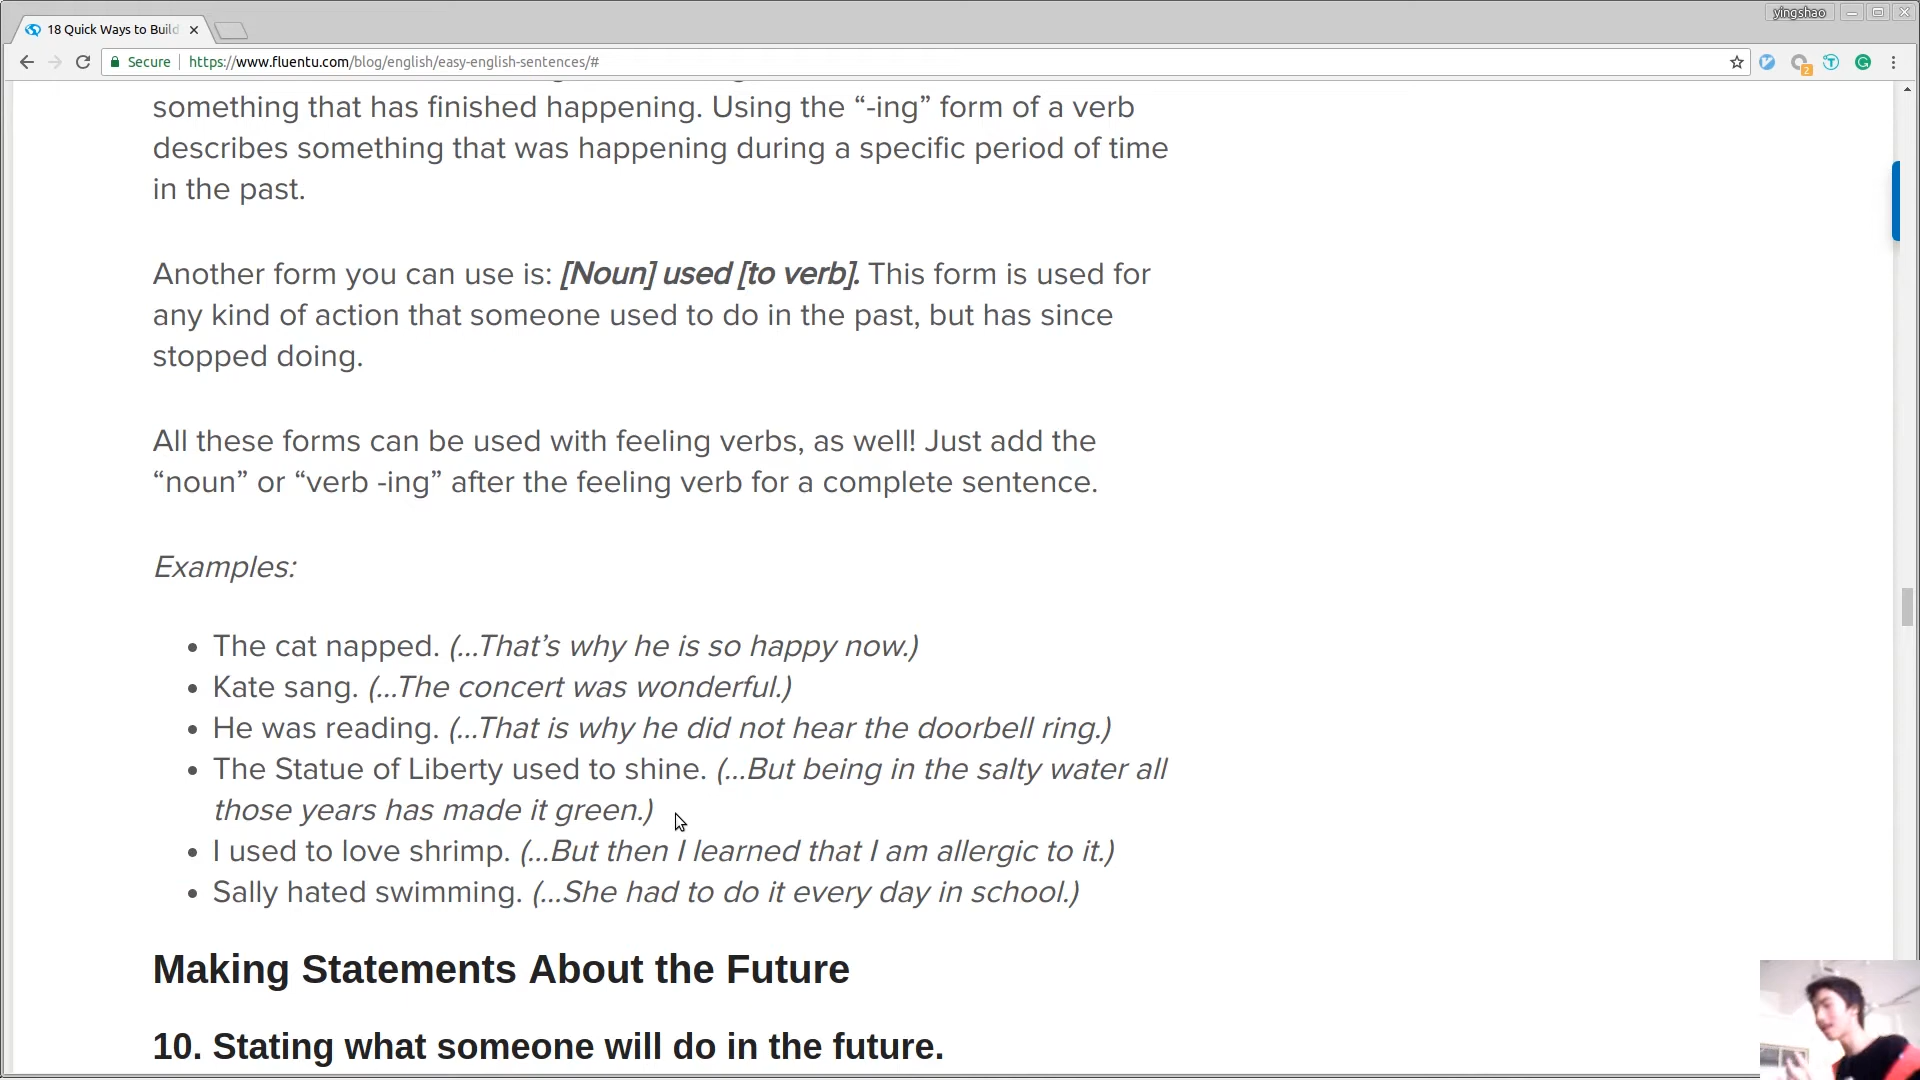 yingshao
18 Quick Ways to Build
Secure https://www.fluentu.com/blog/english/easy-english-sentences/#
2
something that has finished happening. Using the “-ing” form of a verb
describes something that was happening during a specific period of time
in the past.
Another form you can use is: [Noun] used [to verb]. This form is used for
any kind of action that someone used to do in the past, but has since
stopped doing.
All these forms can be used with feeling verbs, as well! Just add the
“noun” or “verb -ing” after the feeling verb for a complete sentence.
Examples:
• The cat napped. (…That’s why he is so happy now.)
• Kate sang. (…The concert was wonderful.)
• He was reading. (…That is why he did not hear the doorbell ring.)
• The Statue of Liberty used to shine. (…But being in the salty water all
those years has made it green.)
• I used to love shrimp. (…But then I learned that I am allergic to it.)
• Sally hated swimming. (…She had to do it every day in school.)
Making Statements About the Future
10. Stating what someone will do in the future.